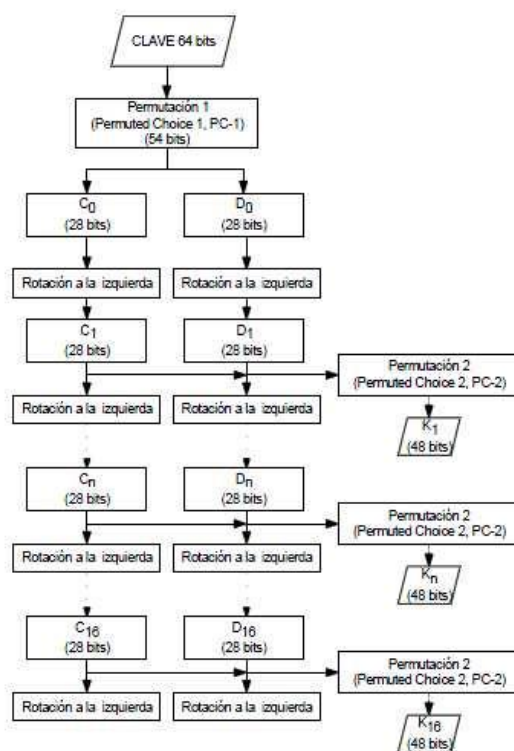 CLAVE 64 bits
Permutación 1
(Permuted Choice 1, PC-1)
(54 bits)
C0
(28 bits)
D0
(28 bits)
Rotación a la izquierda
Rotación a la izquierda
C1
(28 bits)
D1
(28 bits)
Permutación 2
(Permuted Choice 2, PC-2)
Rotación a la izquierda
Rotación a la izquierda
K1
(48 bits)
Cn
(28 bits)
Dn
(28 bits)
Permutación 2
(Permuted Choice 2, PC-2)
Rotación a la izquierda
Rotación a la izquierda
Kn
(48 bits)
C16
(28 bits)
D16
(28 bits)
Permutación 2
(Permuted Choice 2, PC-2)
Rotación a la izquierda
Rotación a la izquierda
K16
(48 bits)